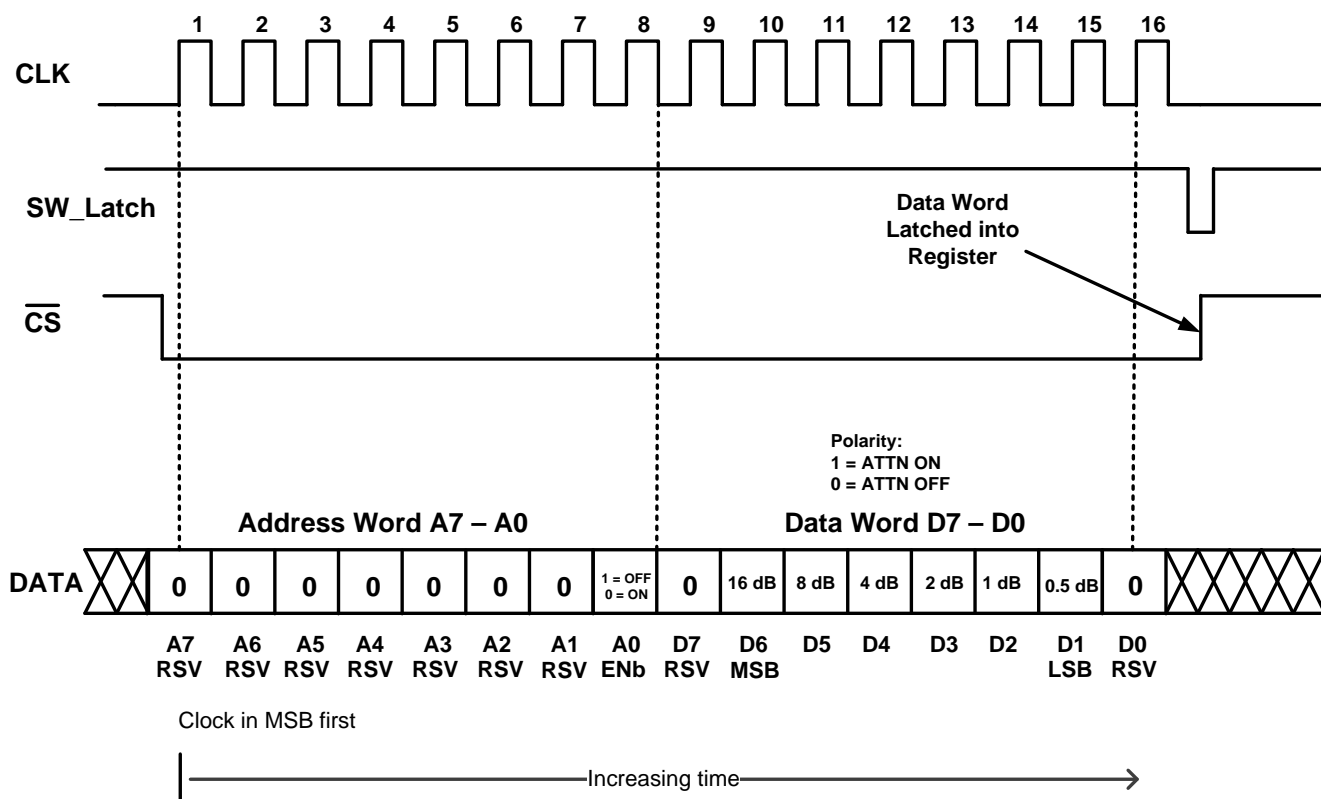 1 2 3 4 5 6 7 8 9 10 11 12 13 14 15 16
CLK
SW_Latch
Data Word
Latched into
Register
CS
Polarity:
1 = ATTN ON
0 = ATTN OFF
Address Word A7 – A0
Data Word D7 – D0
DATA
0 0 0 0 0 0 0
1 = OFF
0 = ON
0 16 dB 8 dB 4 dB 2 dB 1 dB 0.5 dB 0
A7 A6 A5 A4 A3 A2 A1 A0 D7 D6 D5 D4 D3 D2 D1 D0
RSV RSV RSV RSV RSV RSV RSV ENb RSV MSB LSB RSV
Clock in MSB first
Increasing time